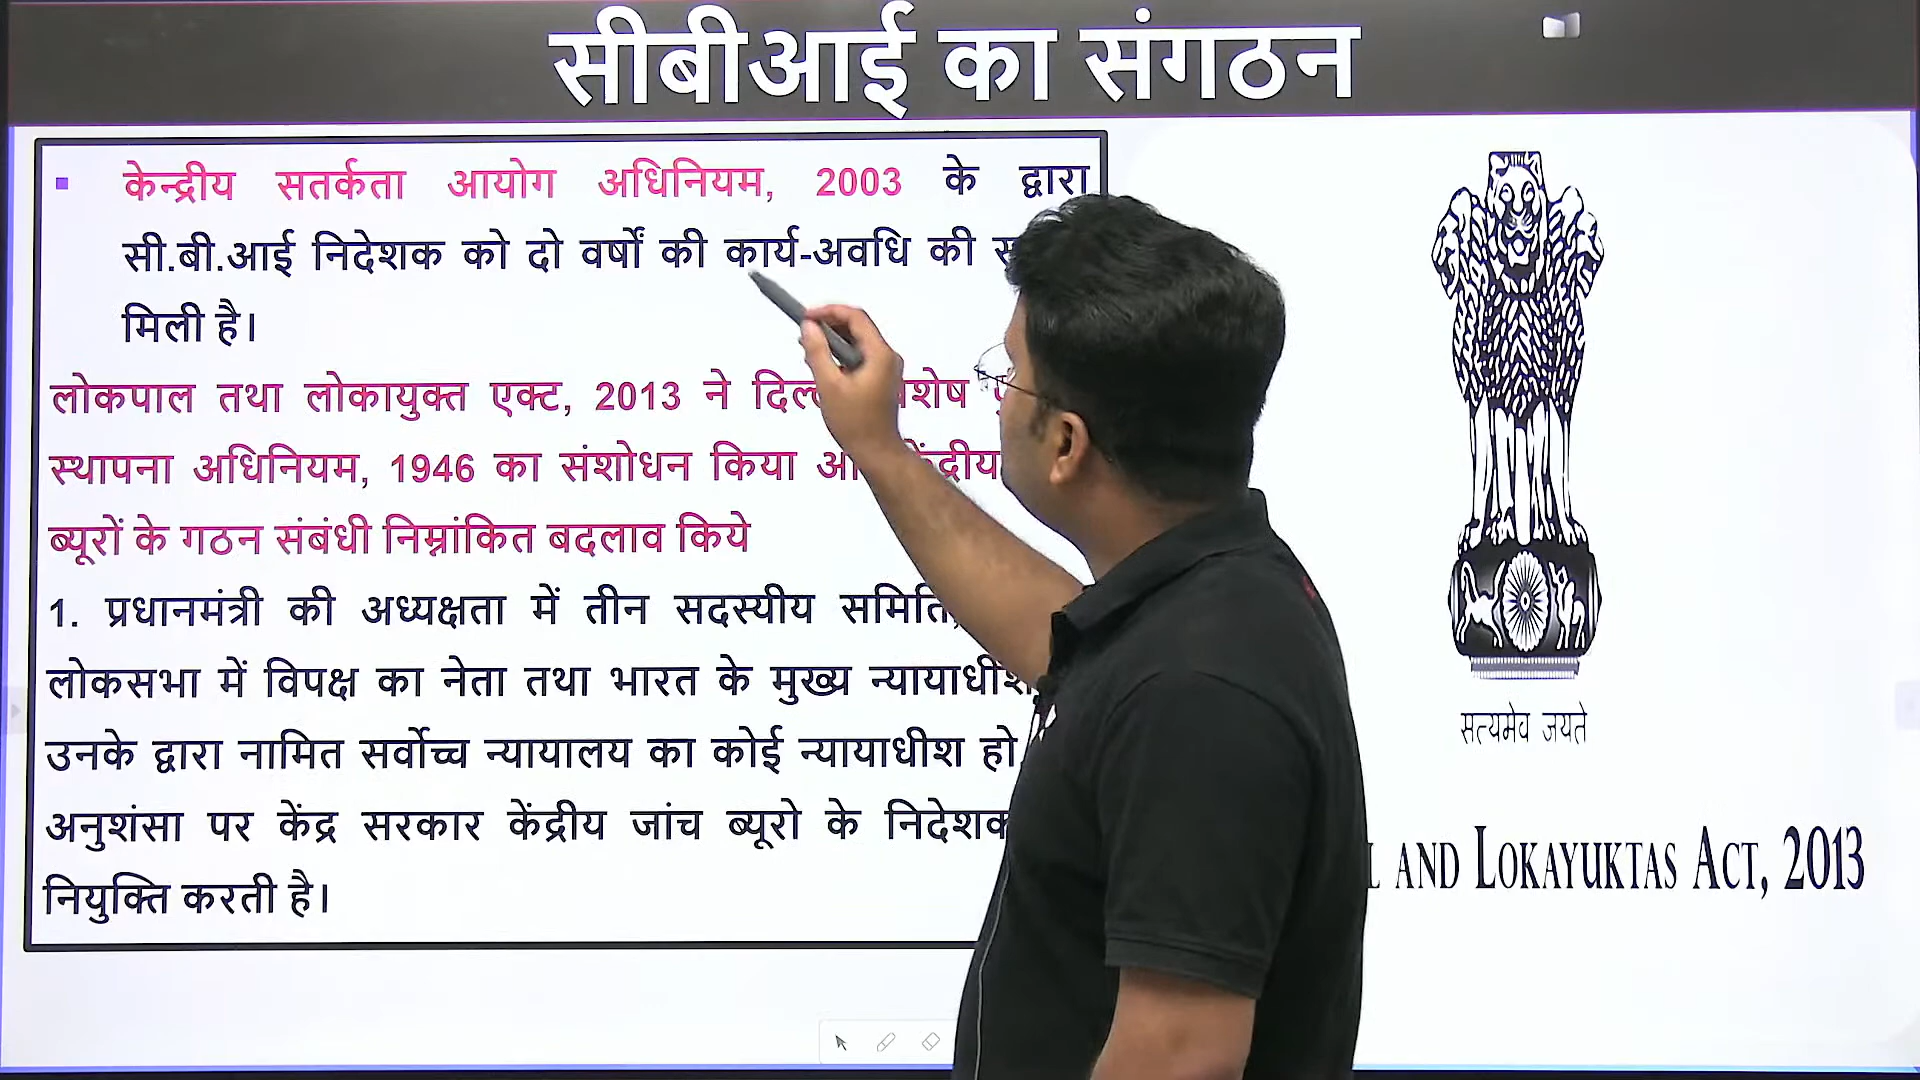 सीबीआई का संगठन
▪ केन्द्रीय सतर्कता आयोग अधिनियम, 2003 के द्वारा
सी.बी.आई निदेशक को दो वर्षों की कार्य-अवधि की
मिली है।
लोकपाल तथा लोकायुक्त एक्ट, 2013 ने
स्थापना अधिनियम, 1946 का संशोधन किया
ब्यूरों के गठन संबंधी निम्नांकित बदलाव किये
1. प्रधानमंत्री की अध्यक्षता में तीन सदस्यीय समिति,
लोकसभा में विपक्ष का नेता तथा भारत के मुख्य न्यायाधीश
उनके द्वारा नामित सर्वोच्च न्यायालय का कोई न्यायाधीश हो,
अनुशंसा पर केंद्र सरकार केंद्रीय जांच ब्यूरो के निदेशक
नियुक्ति करती है।
सत्यमेव जयते
AND LOKAYUKTAS ACT, 2013